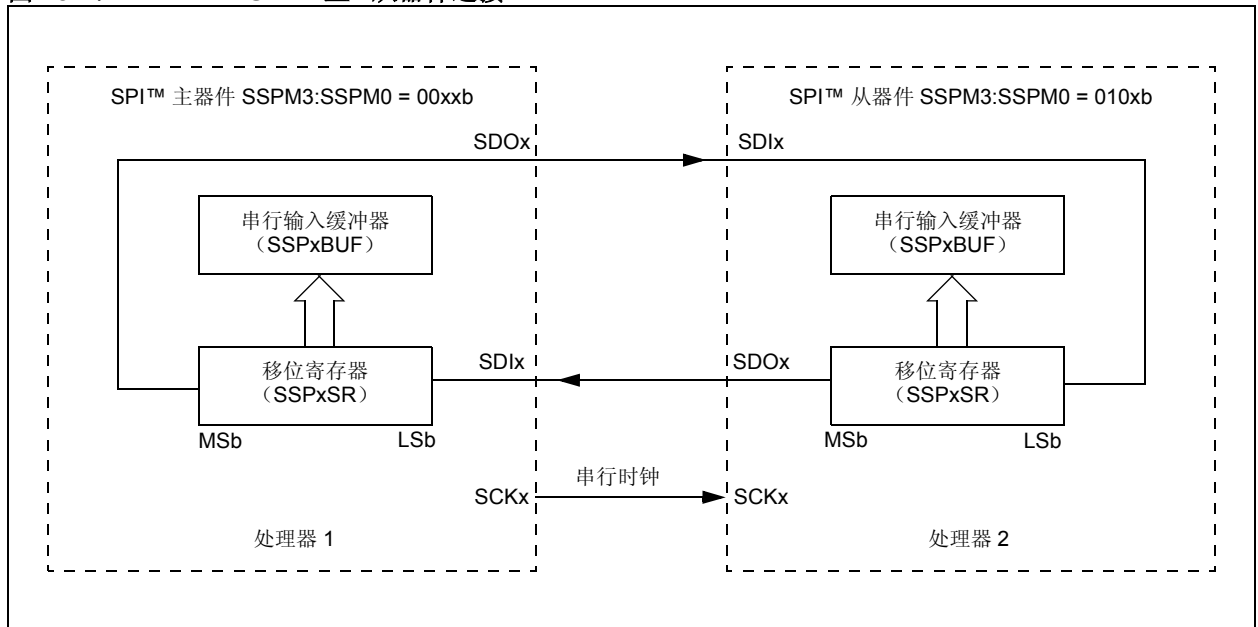 SPI™ 主器件 SSPM3:SSPM0 = 00xxb
SPI™ 从器件 SSPM3:SSPM0 = 010xb
SDOx
SDIx
串行输入缓冲器
（SSPxBUF）
串行输入缓冲器
（SSPxBUF）
移位寄存器
（SSPxSR）
SDIx
SDOx
移位寄存器
（SSPxSR）
MSb
LSb
MSb
LSb
串行时钟
SCKx
SCKx
处理器 1
处理器 2